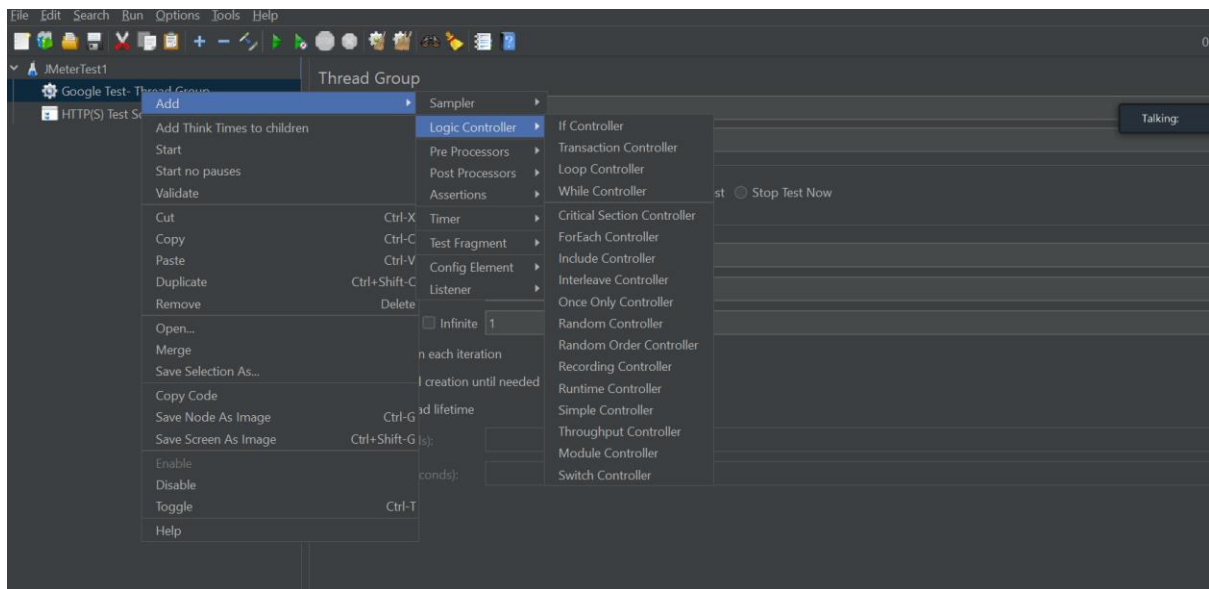 File Edit Search Run Options Tools Help
0
JMeterTest1
Google Test- Thread Group
HTTP(S) Test Sc
Thread Group
Talking:
Add
Add Think Times to children
Start
Start no pauses
Validate
Cut Ctrl-X
Copy Ctrl-C
Paste Ctrl-V
Duplicate Ctrl+Shift-C
Remove Delete
Open...
Merge
Save Selection As...
Copy Code
Save Node As Image Ctrl-G
Save Screen As Image Ctrl+Shift-G
Enable
Disable
Toggle Ctrl-T
Help
Sampler
Logic Controller
Pre Processors
Post Processors
Assertions
Timer
Test Fragment
Config Element
Listener
If Controller
Transaction Controller
Loop Controller
While Controller
Critical Section Controller
ForEach Controller
Include Controller
Interleave Controller
Once Only Controller
Random Controller
Random Order Controller
Recording Controller
Runtime Controller
Simple Controller
Throughput Controller
Module Controller
Switch Controller
st Stop Test Now
Infinite 1
n each iteration
creation until needed
ad lifetime
ls):
conds):